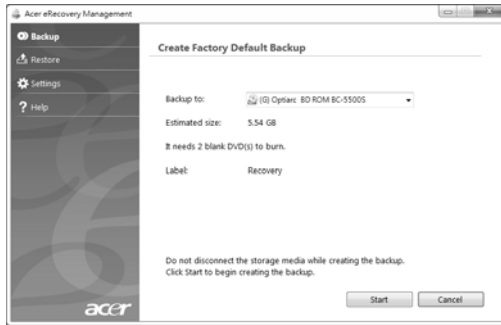 Acer eRecovery Management
Backup
Restore
Settings
Help
Create Factory Default Backup
Backup to: (G) Optiarc BD ROM BC-5500S
Estimated size: 5.54 GB
It needs 2 blank DVD(s) to burn.
Label: Recovery
Do not disconnect the storage media while creating the backup.
Click Start to begin creating the backup.
Start Cancel
acer